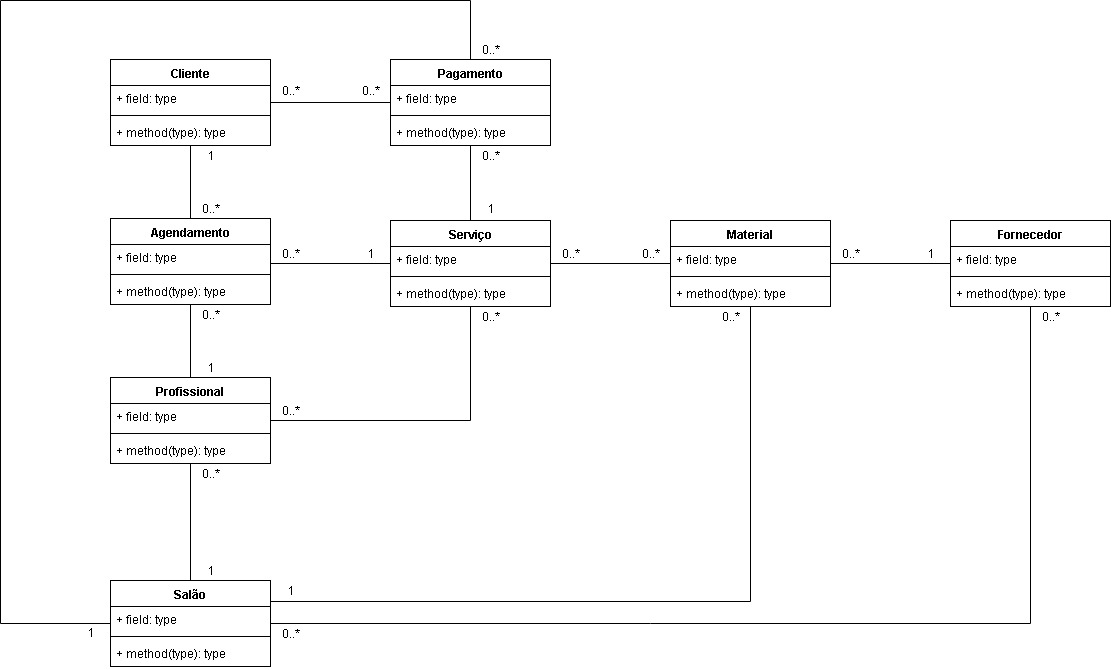 0..*
Cliente
+ field: type
+ method(type): type
0..*
0..*
Pagamento
+ field: type
+ method(type): type
1
0..*
0..*
1
Agendamento
+ field: type
+ method(type): type
0..*
1
Serviço
+ field: type
+ method(type): type
0..*
0..*
Material
+ field: type
+ method(type): type
0..*
1
Fornecedor
+ field: type
+ method(type): type
0..*
0..*
0..*
0..*
1
Profissional
+ field: type
+ method(type): type
0..*
0..*
1
Salão
+ field: type
+ method(type): type
1
1
0..*